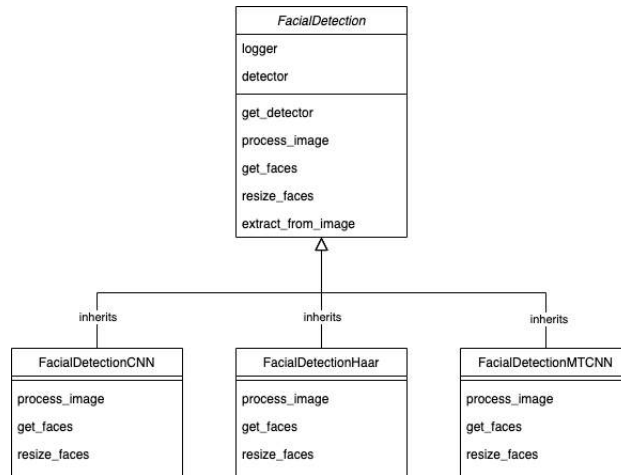 FacialDetection
logger
detector
get_detector
process_image
get_faces
resize_faces
extract_from_image
inherits
inherits
inherits
FacialDetectionCNN
process_image
get_faces
resize_faces
FacialDetectionHaar
process_image
get_faces
resize_faces
FacialDetectionMTCNN
process_image
get_faces
resize_faces